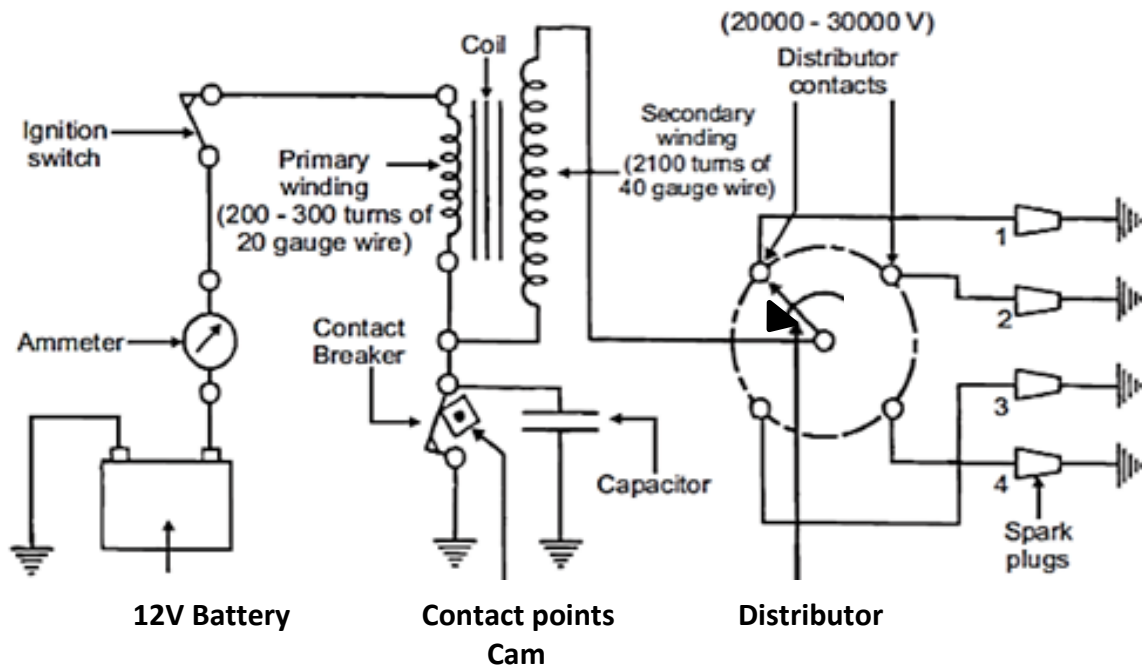 (20000 - 30000 V)
Distributor
contacts
Coil
Ignition
switch
Primary
winding
(200 - 300 turns of
20 gauge wire)
Secondary
winding
(2100 turns of
40 gauge wire)
1
2
3
4
Ammeter
Contact
Breaker
Capacitor
Spark
plugs
12V Battery
Contact points
Cam
Distributor